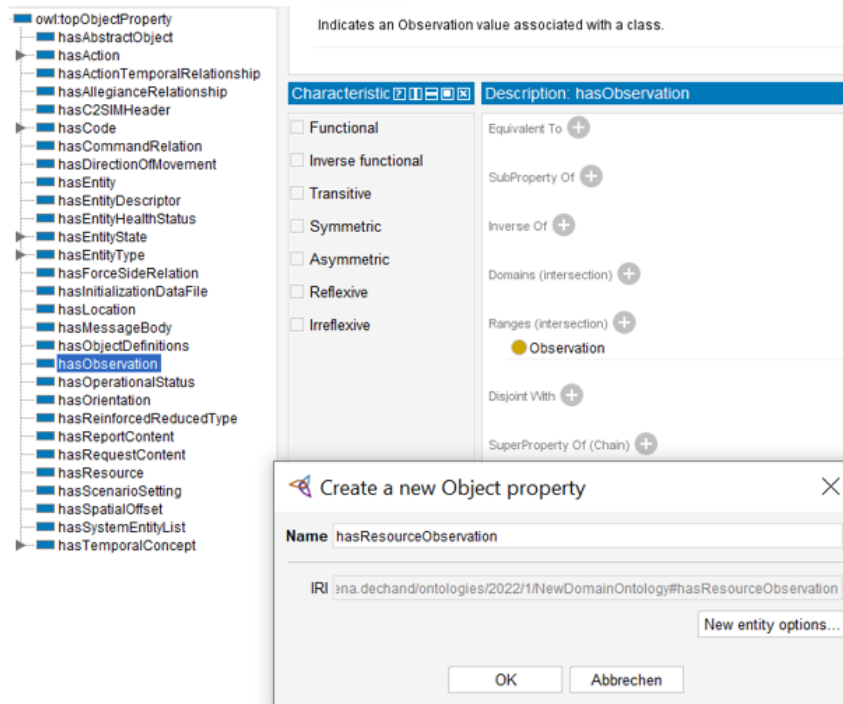 owl:topObjectProperty
hasAbstractObject
hasAction
hasActionTemporalRelationship
hasAllegianceRelationship
hasC2SIMHeader
hasCode
hasCommandRelation
hasDirectionOfMovement
hasEntity
hasEntityDescriptor
hasEntityHealthStatus
hasEntityState
hasEntityType
hasForceSideRelation
hasInitializationDataFile
hasLocation
hasMessageBody
hasObjectDefinitions
hasObservation
hasOperationalStatus
hasOrientation
hasReinforcedReducedType
hasReportContent
hasRequestContent
hasResource
hasScenarioSetting
hasSpatialOffset
hasSystemEntityList
hasTemporalConcept
Indicates an Observation value associated with a class.
Characteristic
Functional
Inverse functional
Transitive
Symmetric
Asymmetric
Reflexive
Irreflexive
Description: hasObservation
Equivalent To
SubProperty Of
Inverse Of
Domains (intersection)
Ranges (intersection)
Observation
Disjoint With
SuperProperty Of (Chain)
Create a new Object property
Name hasResourceObservation
IRI ena.dechand/ontologies/2022/1/NewDomainOntology#hasResourceObservation
New entity options...
OK Abbrechen